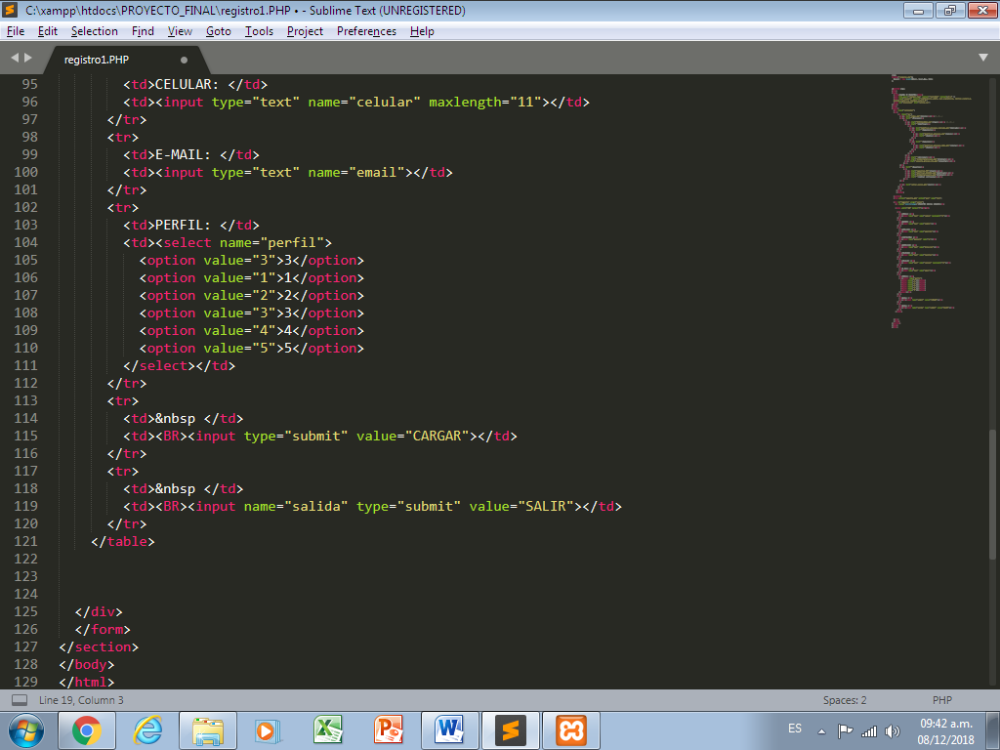 C:\xampp\htdocs\PROYECTO_FINAL\registro1.PHP • - Sublime Text (UNREGISTERED)
File Edit Selection Find View Goto Tools Project Preferences Help
registro1.PHP
95 <td>CELULAR: </td>
96 <td><input type="text" name="celular" maxlength="11"></td>
97 </tr>
98 <tr>
99 <td>E-MAIL: </td>
100 <td><input type="text" name="email"></td>
101 </tr>
102 <tr>
103 <td>PERFIL: </td>
104 <td><select name="perfil">
105 <option value="3">3</option>
106 <option value="1">1</option>
107 <option value="2">2</option>
108 <option value="3">3</option>
109 <option value="4">4</option>
110 <option value="5">5</option>
111 </select></td>
112 </tr>
113 <tr>
114 <td>&nbsp </td>
115 <td><BR><input type="submit" value="CARGAR"></td>
116 </tr>
117 <tr>
118 <td>&nbsp </td>
119 <td><BR><input name="salida" type="submit" value="SALIR"></td>
120 </tr>
121 </table>
122
123
124
125 </div>
126 </form>
127 </section>
128 </body>
129 </html>
Line 19, Column 3 Spaces: 2 PHP
ES 09:42 a.m.
08/12/2018